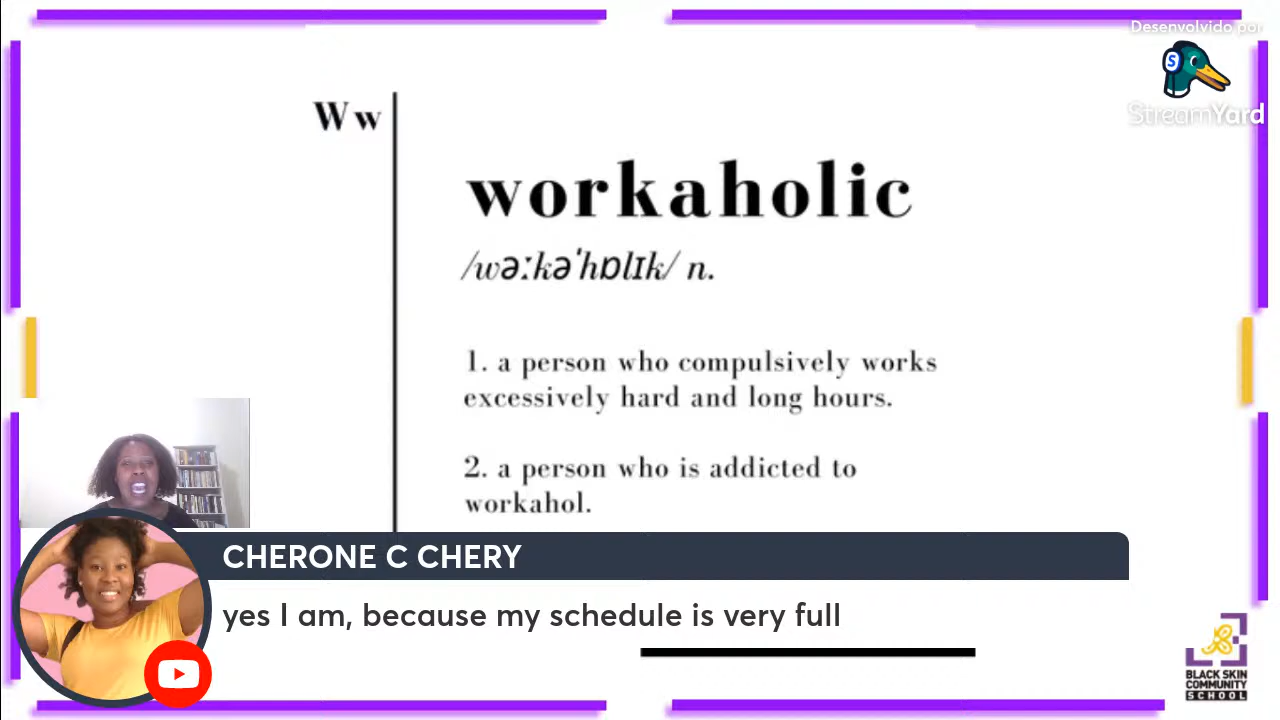 Desenvolvido por
StreamYard
W w
workaholic
/wəːkəˈhɒlɪk/ n.
1. a person who compulsively works
excessively hard and long hours.
2. a person who is addicted to
workahol.
CHERONE C CHERY
yes I am, because my schedule is very full
BLACK SKIN
COMMUNITY
SCHOOL